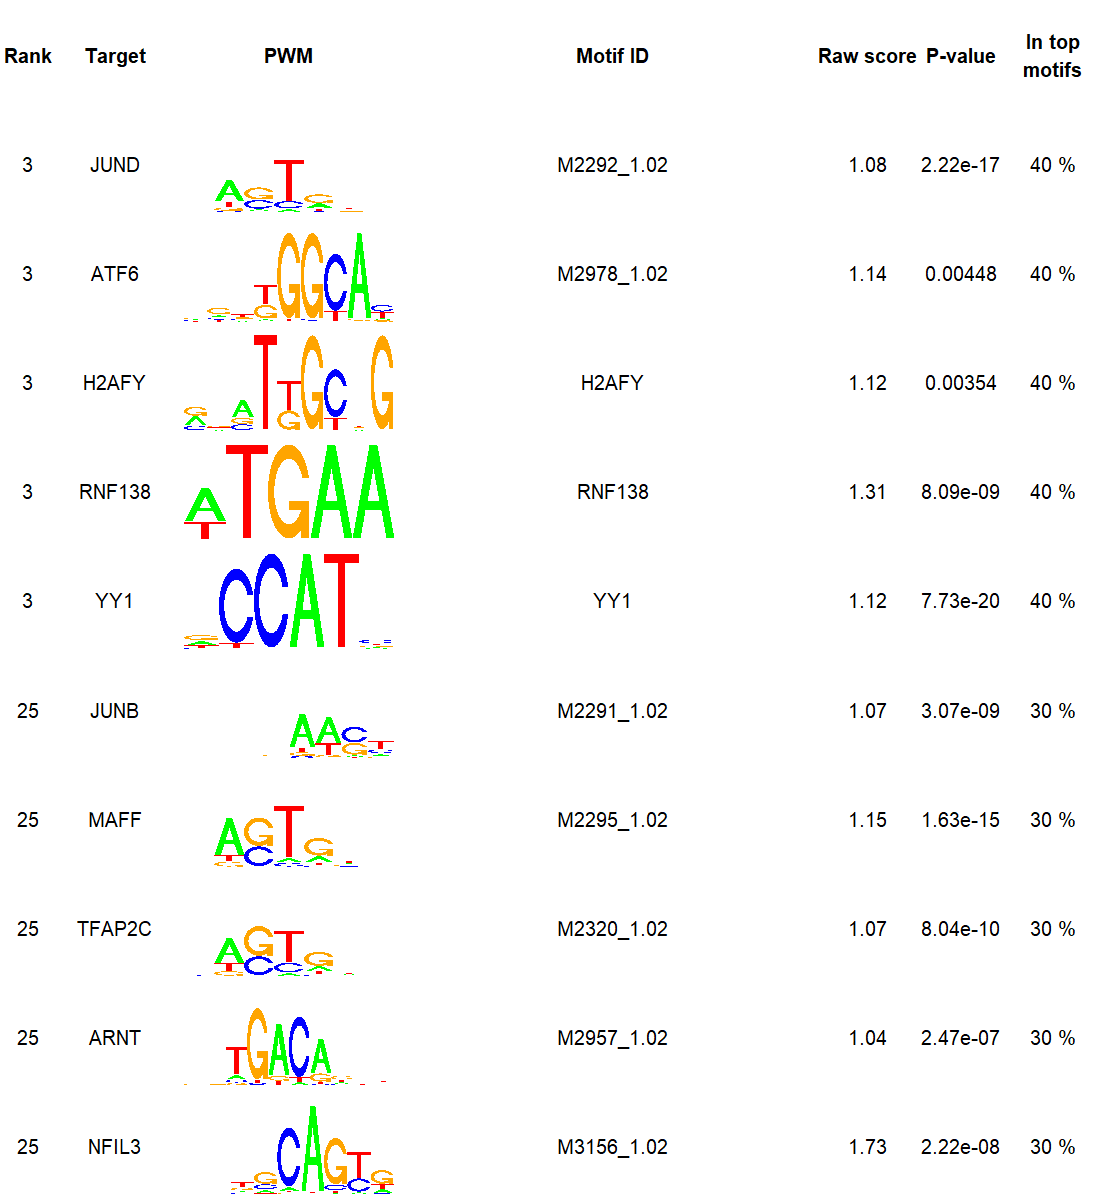 Rank Target PWM Motif ID Raw score P-value In top motifs
3 JUND M2292_1.02 1.08 2.22e-17 40 %
3 ATF6 M2978_1.02 1.14 0.00448 40 %
3 H2AFY H2AFY 1.12 0.00354 40 %
3 RNF138 RNF138 1.31 8.09e-09 40 %
3 YY1 YY1 1.12 7.73e-20 40 %
25 JUNB M2291_1.02 1.07 3.07e-09 30 %
25 MAFF M2295_1.02 1.15 1.63e-15 30 %
25 TFAP2C M2320_1.02 1.07 8.04e-10 30 %
25 ARNT M2957_1.02 1.04 2.47e-07 30 %
25 NFIL3 M3156_1.02 1.73 2.22e-08 30 %